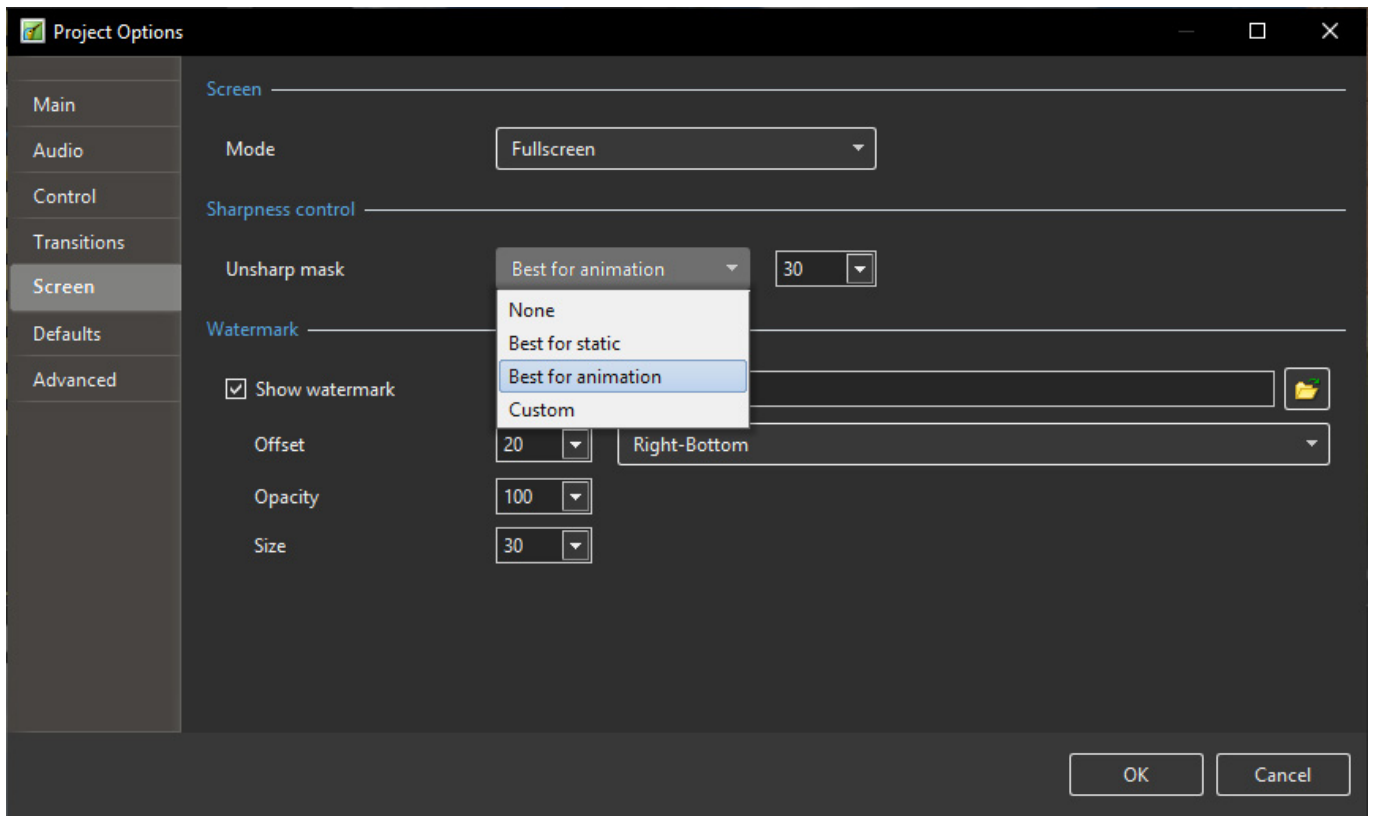 Project Options
Main
Audio
Control
Transitions
Screen
Defaults
Advanced
Screen
Mode Fullscreen
Sharpness control
Unsharp mask Best for animation 30
None
Best for static
Best for animation
Custom
Watermark
Show watermark
Offset 20 Right-Bottom
Opacity 100
Size 30
OK Cancel